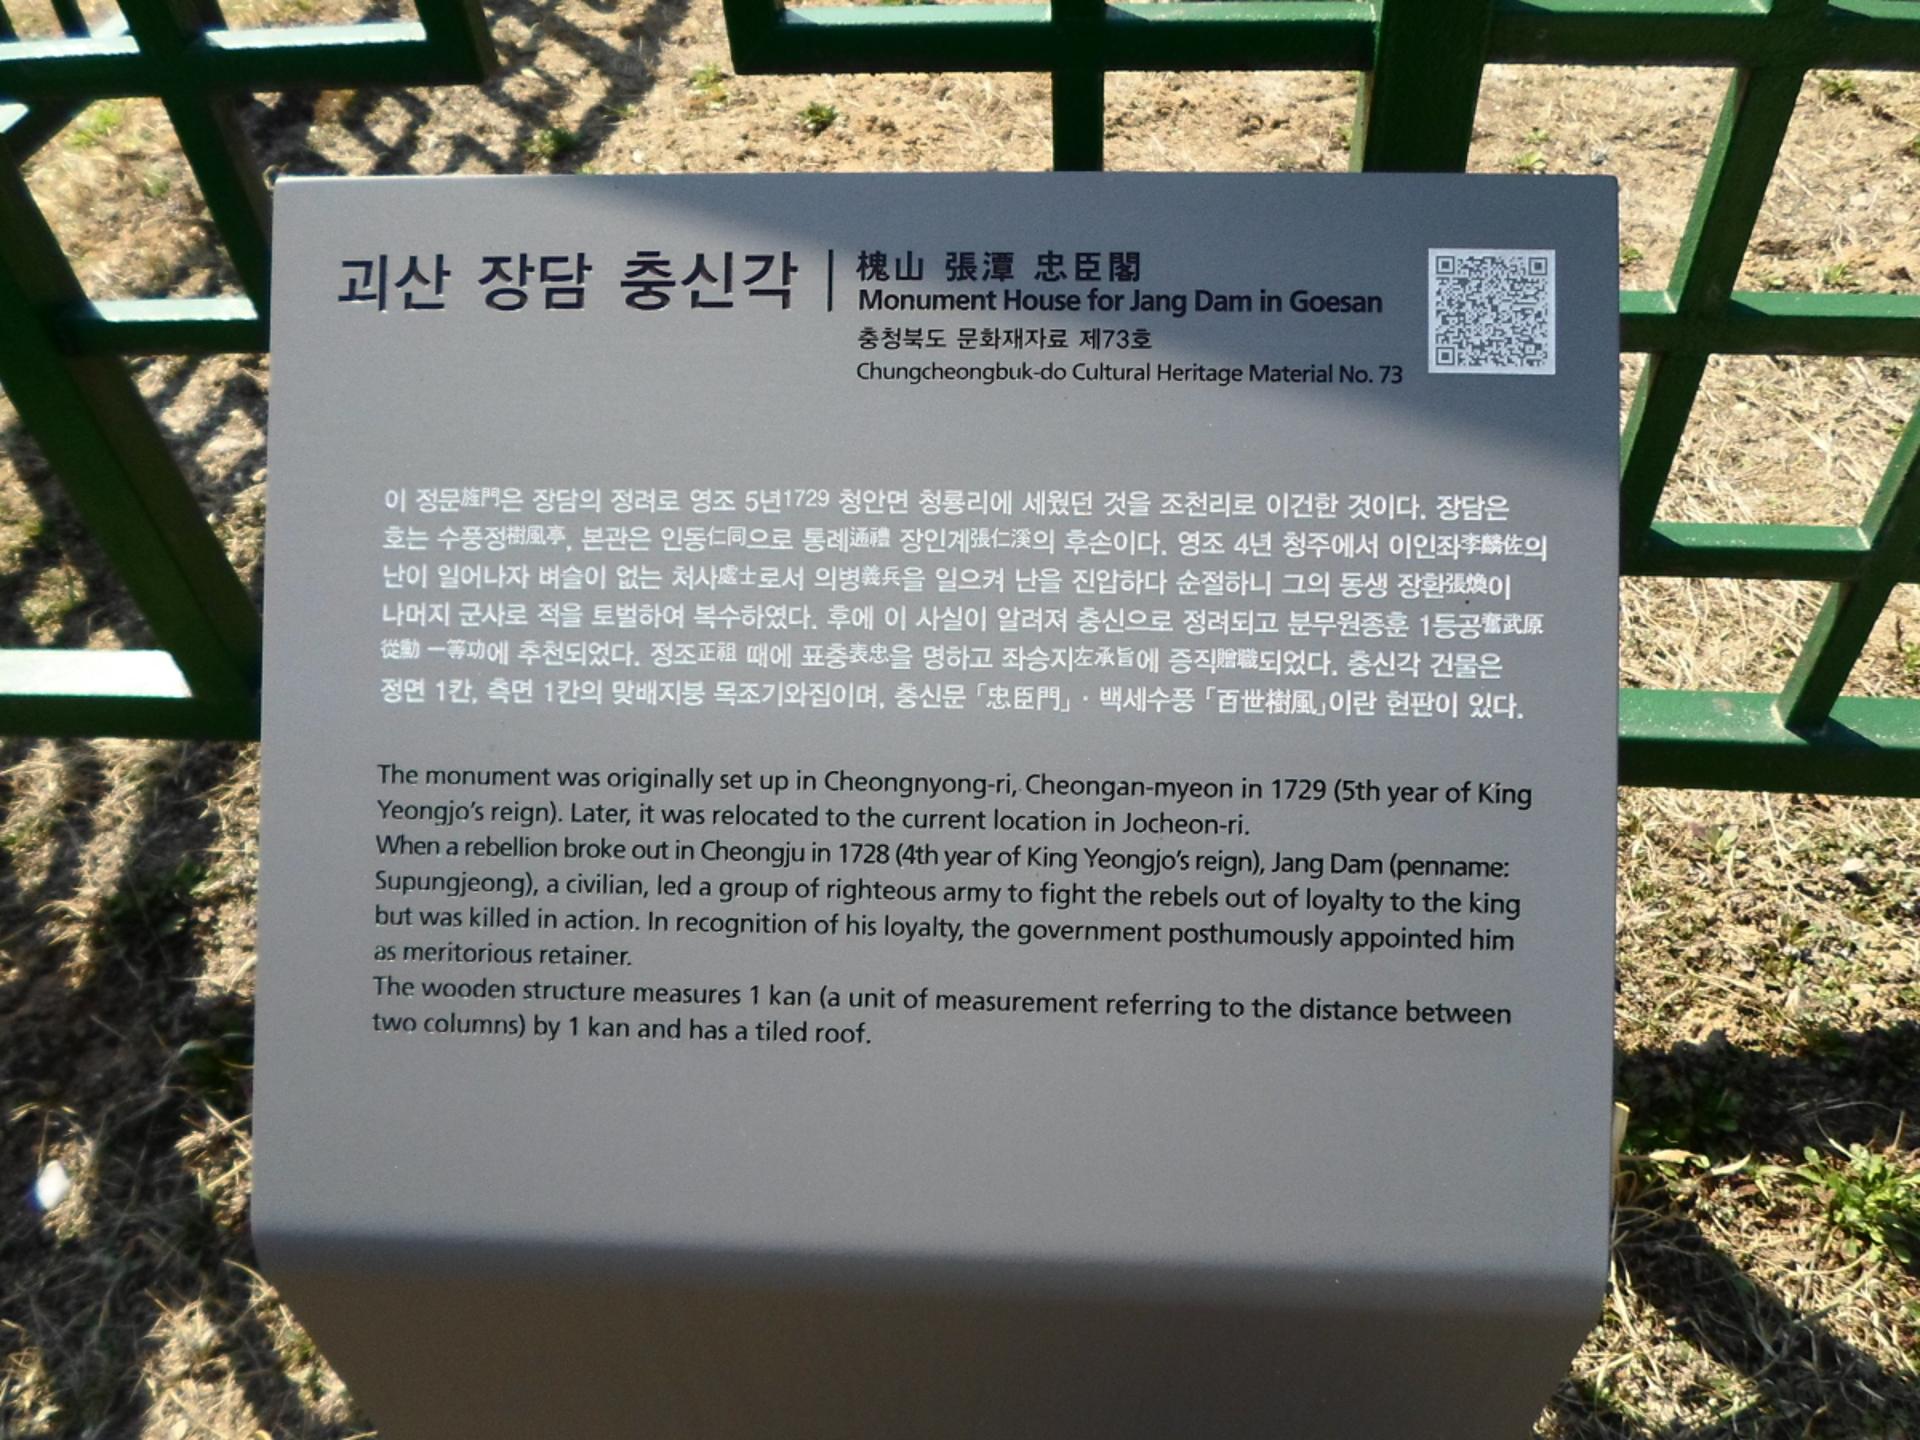 괴산 장담 충신각
槐山 張潭 忠臣閣
Monument House for Jang Dam in Goesan
충청북도 문화재자료 제73호
Chungcheongbuk-do Cultural Heritage Material No. 73
이 정문旌門은 장담의 정려로 영조 5년1729 청안면 청룡리에 세웠던 것을 조천리로 이건한 것이다. 장담은
호는 수풍정樹風亭, 본관은 인동仁同으로 통례通禮 장인계張仁溪의 후손이다. 영조 4년 청주에서 이인좌李麟佐의
난이 일어나자 벼슬이 없는 처사處士로서 의병義兵을 일으켜 난을 진압하다 순절하니 그의 동생 장환張煥이
나머지 군사로 적을 토벌하여 복수하였다. 후에 이 사실이 알려져 충신으로 정려되고 분무원종훈 1등공奮武原
從勳 一等功에 추천되었다. 정조正祖 때에 표충表忠을 명하고 좌승지左承旨에 증직贈職되었다. 충신각 건물은
정면 1칸, 측면 1칸의 맞배지붕 목조기와집이며, 충신문 「忠臣門」· 백세수풍 「百世樹風」이란 현판이 있다.
The monument was originally set up in Cheongnyong-ri, Cheongan-myeon in 1729 (5th year of King
Yeongjo's reign). Later, it was relocated to the current location in Jocheon-ri.
When a rebellion broke out in Cheongju in 1728 (4th year of King Yeongjo's reign), Jang Dam (penname:
Supungjeong), a civilian, led a group of righteous army to fight the rebels out of loyalty to the king
but was killed in action. In recognition of his loyalty, the government posthumously appointed him
as meritorious retainer.
The wooden structure measures 1 kan (a unit of measurement referring to the distance between
two columns) by 1 kan and has a tiled roof.